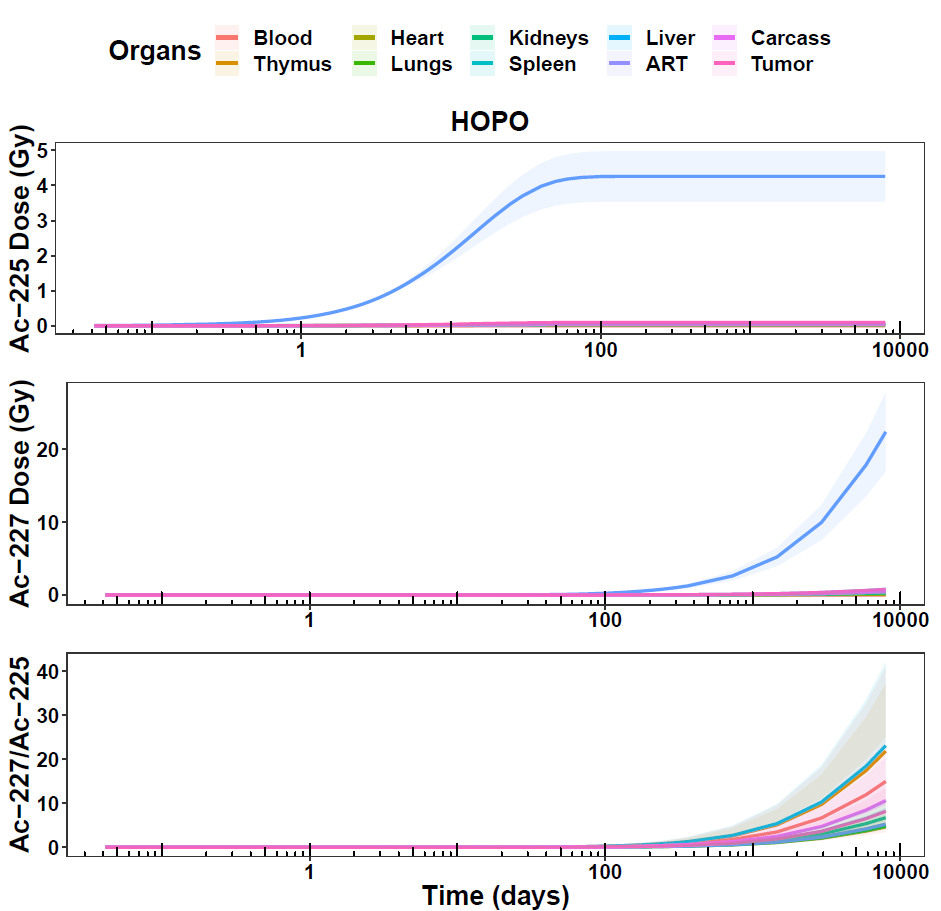 Organs
Blood Heart Kidneys Liver Carcass
Thymus Lungs Spleen ART Tumor
HOPO
Ac−225 Dose (Gy)
5
4
3
2
1
0
1 100 10000
Ac−227 Dose (Gy)
20
10
0
1 100 10000
Ac−227/Ac−225
40
30
20
10
0
1 100 10000
Time (days)